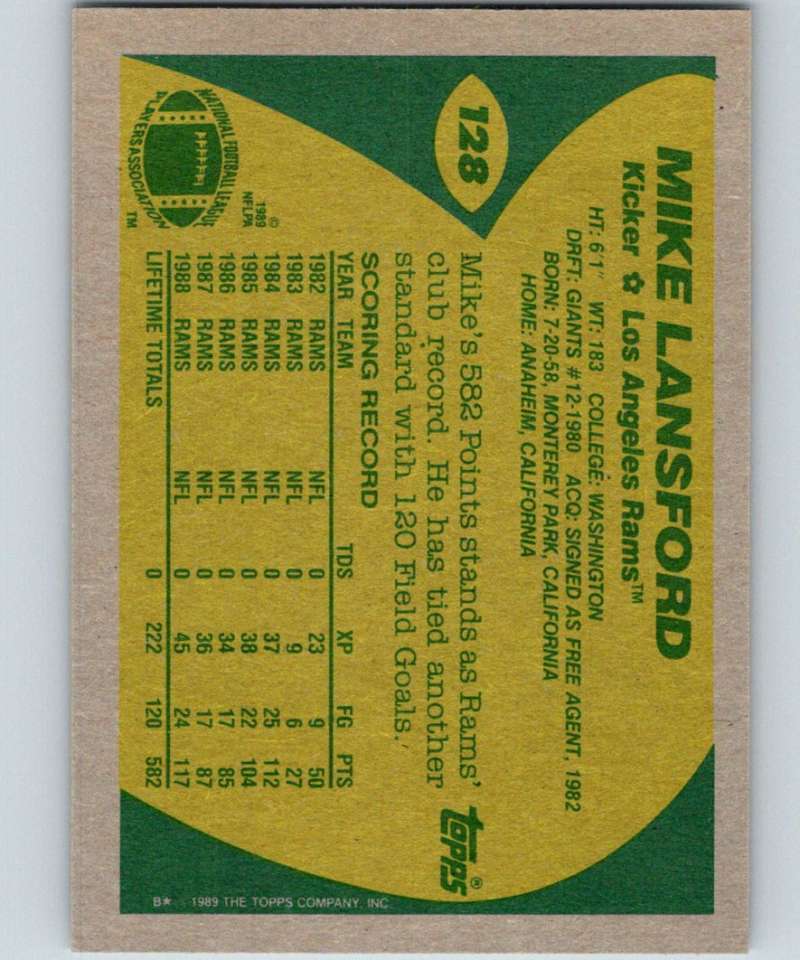 128
MIKE LANSFORD
Kicker ✿ Los Angeles Rams™
HT: 6'1" WT: 183 COLLEGE: WASHINGTON
DRFT: GIANTS #12-1980 ACQ: SIGNED AS FREE AGENT, 1982
BORN: 7-20-58, MONTEREY PARK, CALIFORNIA
HOME: ANAHEIM, CALIFORNIA
Mike's 582 Points stands as Rams'
club record. He has tied another
standard with 120 Field Goals.
SCORING RECORD
YEAR TEAM TDS XP FG PTS
1982 RAMS NFL 0 23 9 50
1983 RAMS NFL 0 9 6 27
1984 RAMS NFL 0 37 25 112
1985 RAMS NFL 0 38 22 104
1986 RAMS NFL 0 34 17 85
1987 RAMS NFL 0 36 17 87
1988 RAMS NFL 0 45 24 117
LIFETIME TOTALS 0 222 120 582
NATIONAL FOOTBALL LEAGUE
PLAYERS ASSOCIATION
TM
©
1989
NFLPA
topps®
B* 1989 THE TOPPS COMPANY, INC